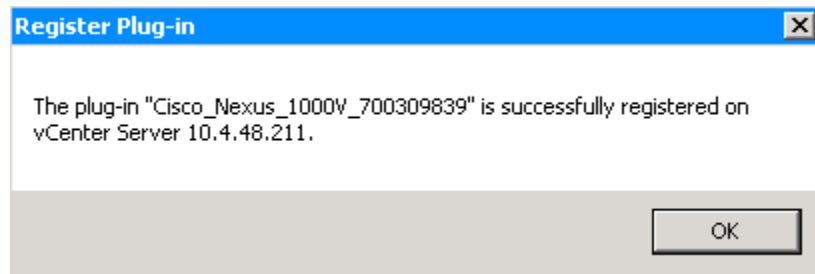 Register Plug-in
The plug-in "Cisco_Nexus_1000V_700309839" is successfully registered on
vCenter Server 10.4.48.211.
OK